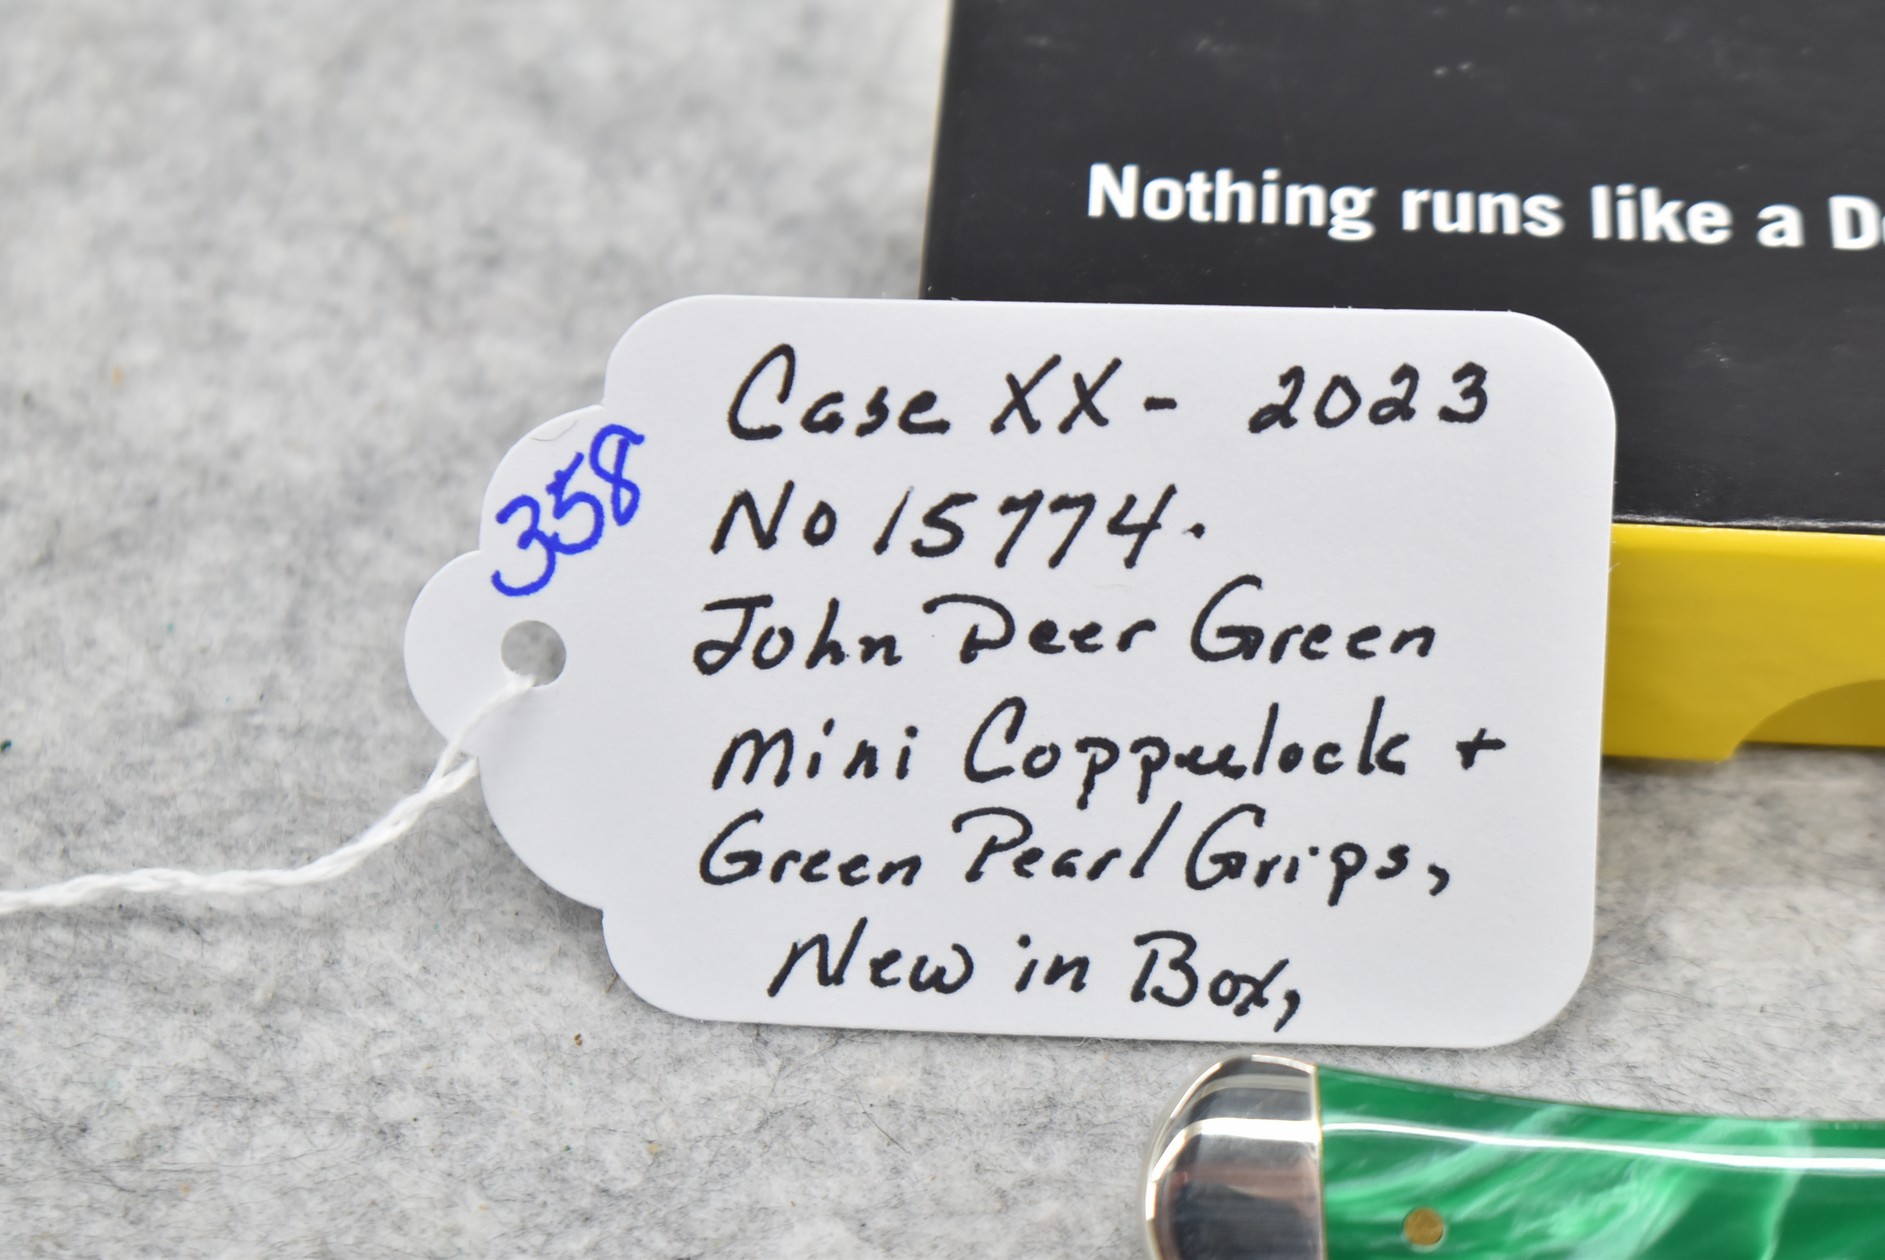 Nothing runs like a D
Case XX - 2023
358
No 15774.
John Deer Green
Mini Copperlock +
Green Pearl Grips,
New in Box,